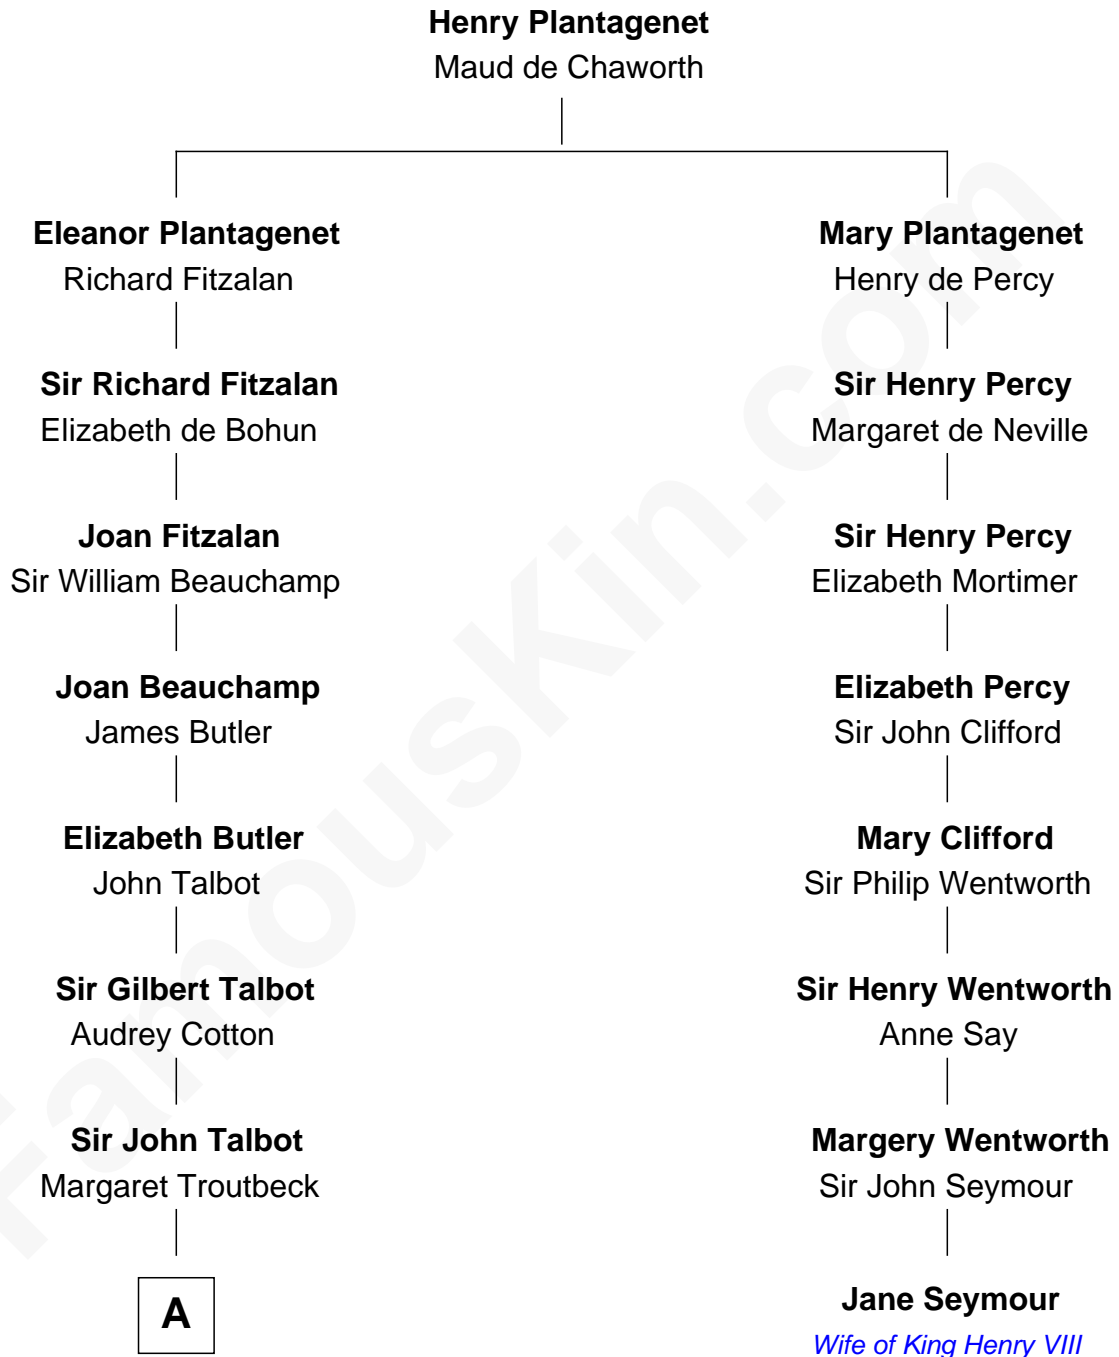 Henry Plantagenet
Maud de Chaworth
Eleanor Plantagenet
Richard Fitzalan
Mary Plantagenet
Henry de Percy
Sir Richard Fitzalan
Elizabeth de Bohun
Sir Henry Percy
Margaret de Neville
Joan Fitzalan
Sir William Beauchamp
Sir Henry Percy
Elizabeth Mortimer
Joan Beauchamp
James Butler
Elizabeth Percy
Sir John Clifford
Elizabeth Butler
John Talbot
Mary Clifford
Sir Philip Wentworth
Sir Gilbert Talbot
Audrey Cotton
Sir Henry Wentworth
Anne Say
Sir John Talbot
Margaret Troutbeck
Margery Wentworth
Sir John Seymour
A
Jane Seymour
Wife of King Henry VIII
FamousKin.com